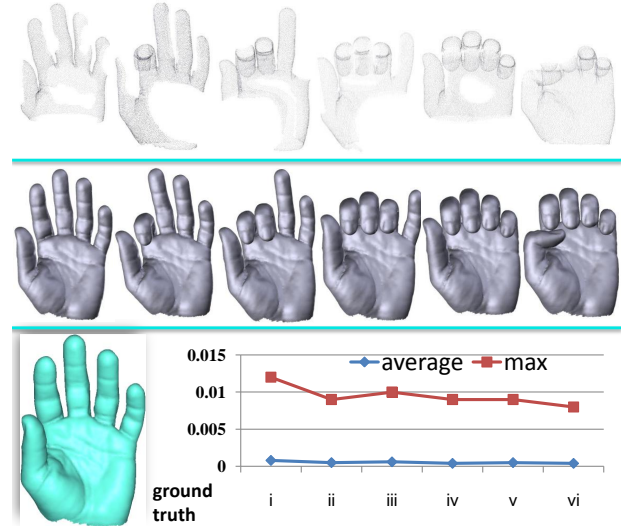 0.015
average
max
0.01
0.005
0
ground
truth
i
ii
iii
iv
v
vi